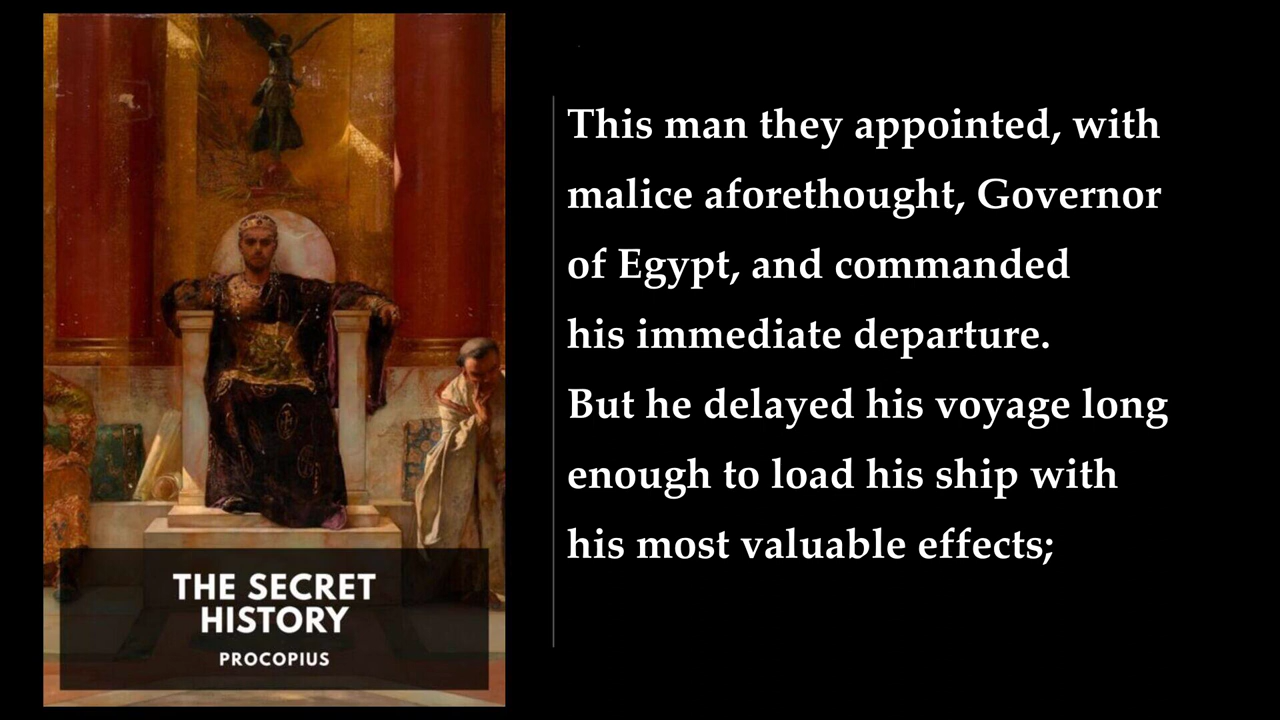 THE SECRET
HISTORY
PROCOPIUS
This man they appointed, with
malice aforethought, Governor
of Egypt, and commanded
his immediate departure.
But he delayed his voyage long
enough to load his ship with
his most valuable effects;